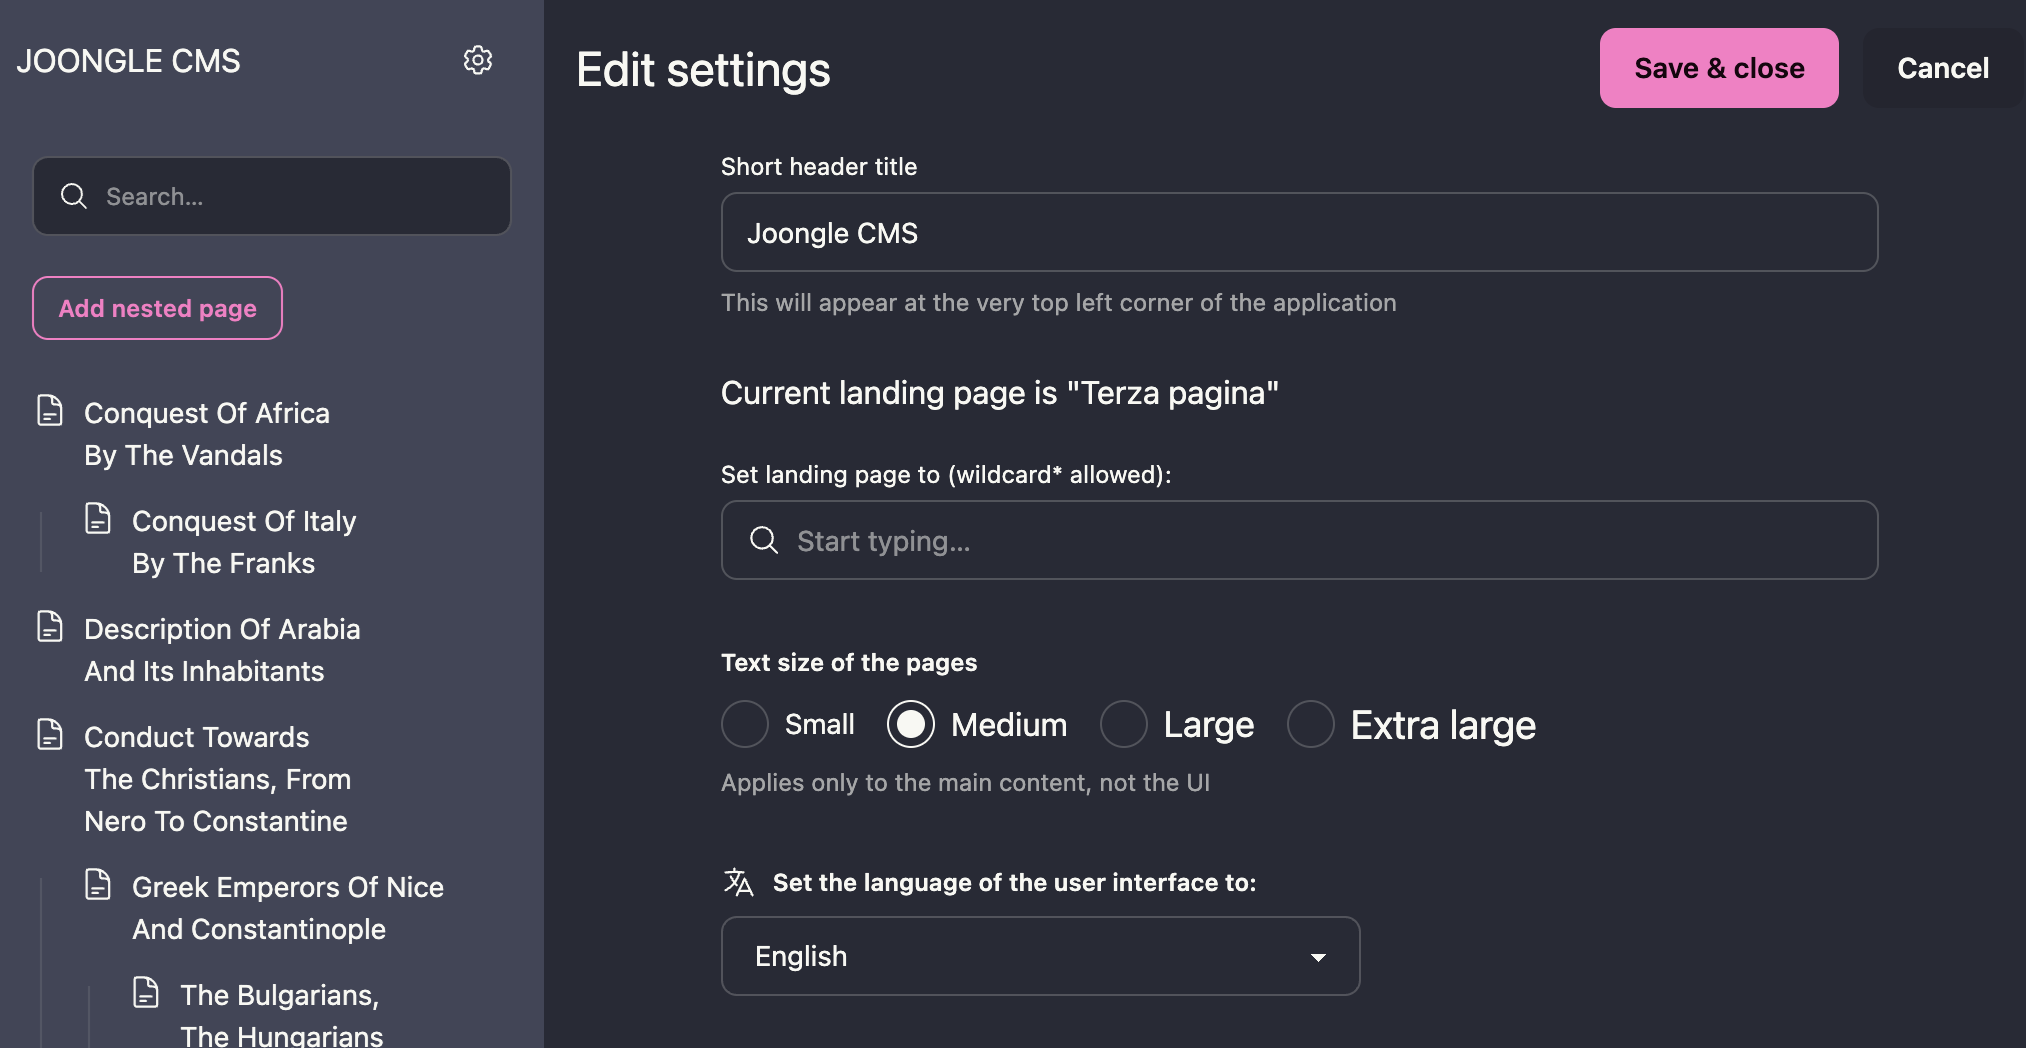 JOONGLE CMS
Search...
Add nested page
Conquest Of Africa
By The Vandals
Conquest Of Italy
By The Franks
Description Of Arabia
And Its Inhabitants
Conduct Towards
The Christians, From
Nero To Constantine
Greek Emperors Of Nice
And Constantinople
The Bulgarians,
The Hungarians
Edit settings
Save & close
Cancel
Short header title
Joongle CMS
This will appear at the very top left corner of the application
Current landing page is "Terza pagina"
Set landing page to (wildcard* allowed):
Start typing...
Text size of the pages
Small Medium Large Extra large
Applies only to the main content, not the UI
Set the language of the user interface to:
English